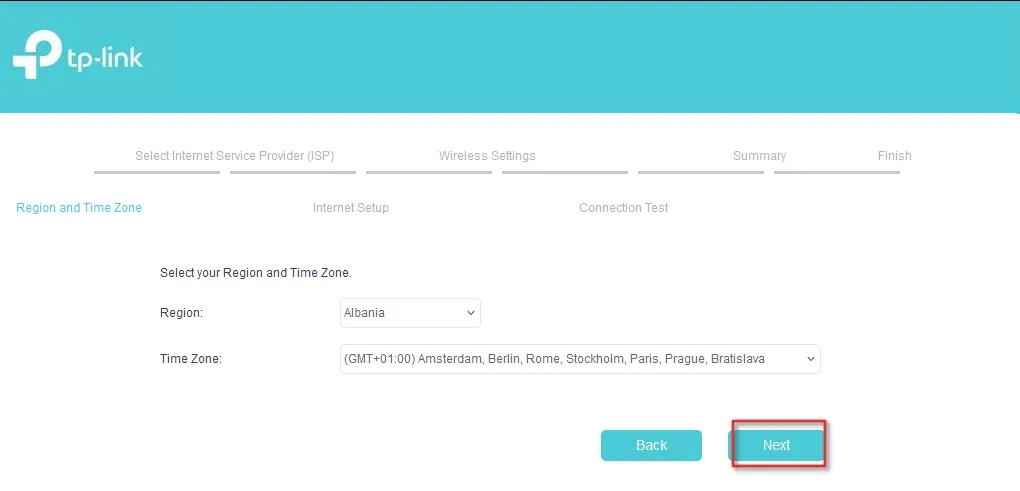 tp-link
Select Internet Service Provider (ISP) Wireless Settings Summary Finish
Region and Time Zone Internet Setup Connection Test
Select your Region and Time Zone.
Region: Albania
Time Zone: (GMT+01:00) Amsterdam, Berlin, Rome, Stockholm, Paris, Prague, Bratislava
Back Next